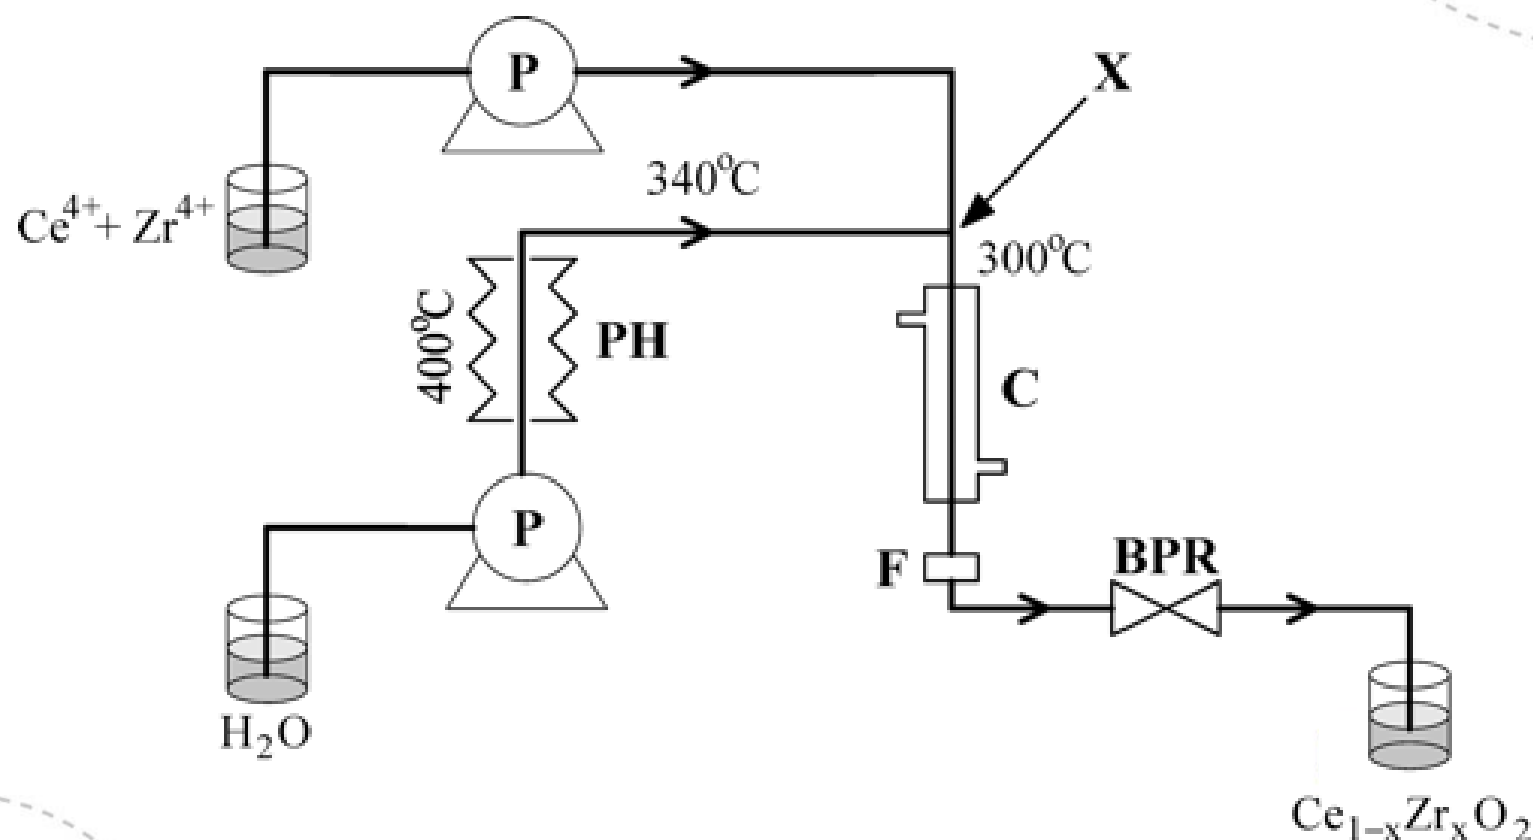 P
X
340°C
Ce⁴⁺+ Zr⁴⁺
300°C
400°C
PH
C
P
F
BPR
H₂O
Ce₁₋ₓZrₓO₂